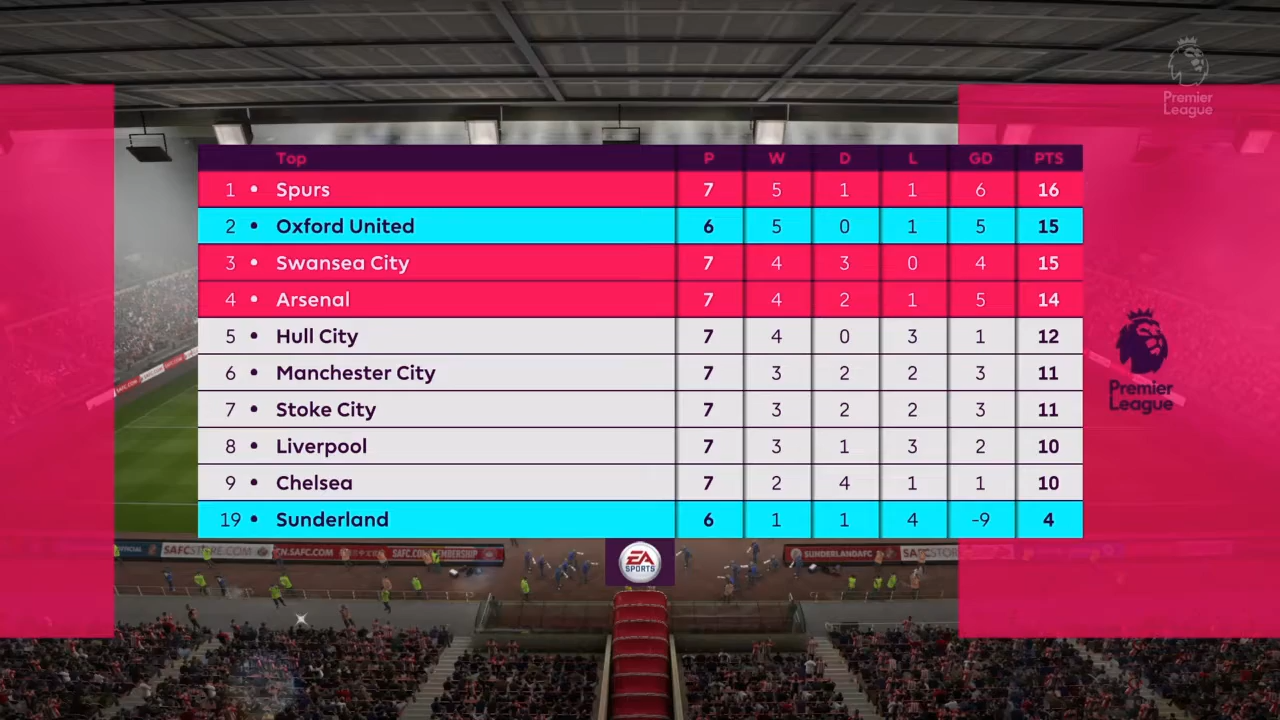 Premier
League
Top P W D L GD PTS
1 • Spurs 7 5 1 1 6 16
2 • Oxford United 6 5 0 1 5 15
3 • Swansea City 7 4 3 0 4 15
4 • Arsenal 7 4 2 1 5 14
5 • Hull City 7 4 0 3 1 12
6 • Manchester City 7 3 2 2 3 11
7 • Stoke City 7 3 2 2 3 11
8 • Liverpool 7 3 1 3 2 10
9 • Chelsea 7 2 4 1 1 10
19 • Sunderland 6 1 1 4 -9 4
Premier
League
EA
SPORTS
SAFCSTORE.COM
SAFC.COM/MEMBERSHIP
SUNDERLANDAFC